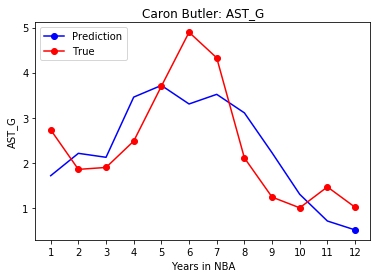 Caron Butler: AST_G
Prediction
True
5
4
3
2
1
AST_G
1 2 3 4 5 6 7 8 9 10 11 12
Years in NBA